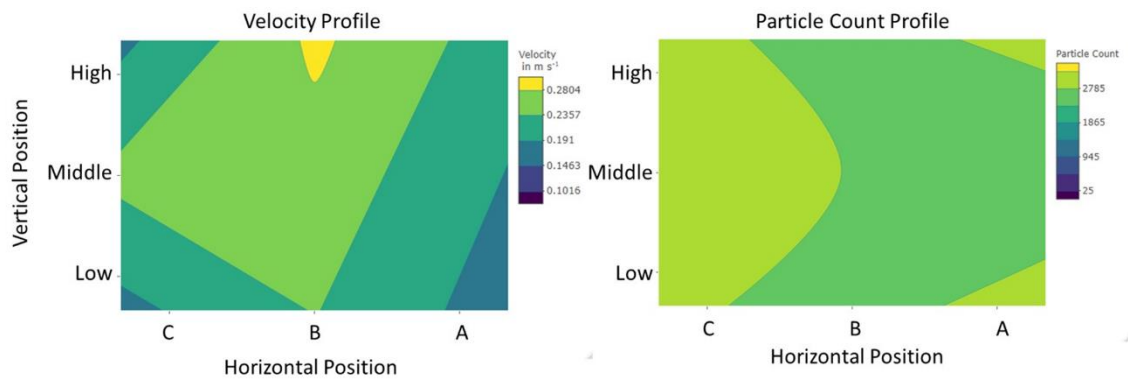 Velocity Profile
Vertical Position
High
Middle
Low
C B A
Horizontal Position
Velocity
in m s⁻¹
0.2804
0.2357
0.191
0.1463
0.1016
Particle Count Profile
High
Middle
Low
C B A
Horizontal Position
Particle Count
2785
1865
945
25